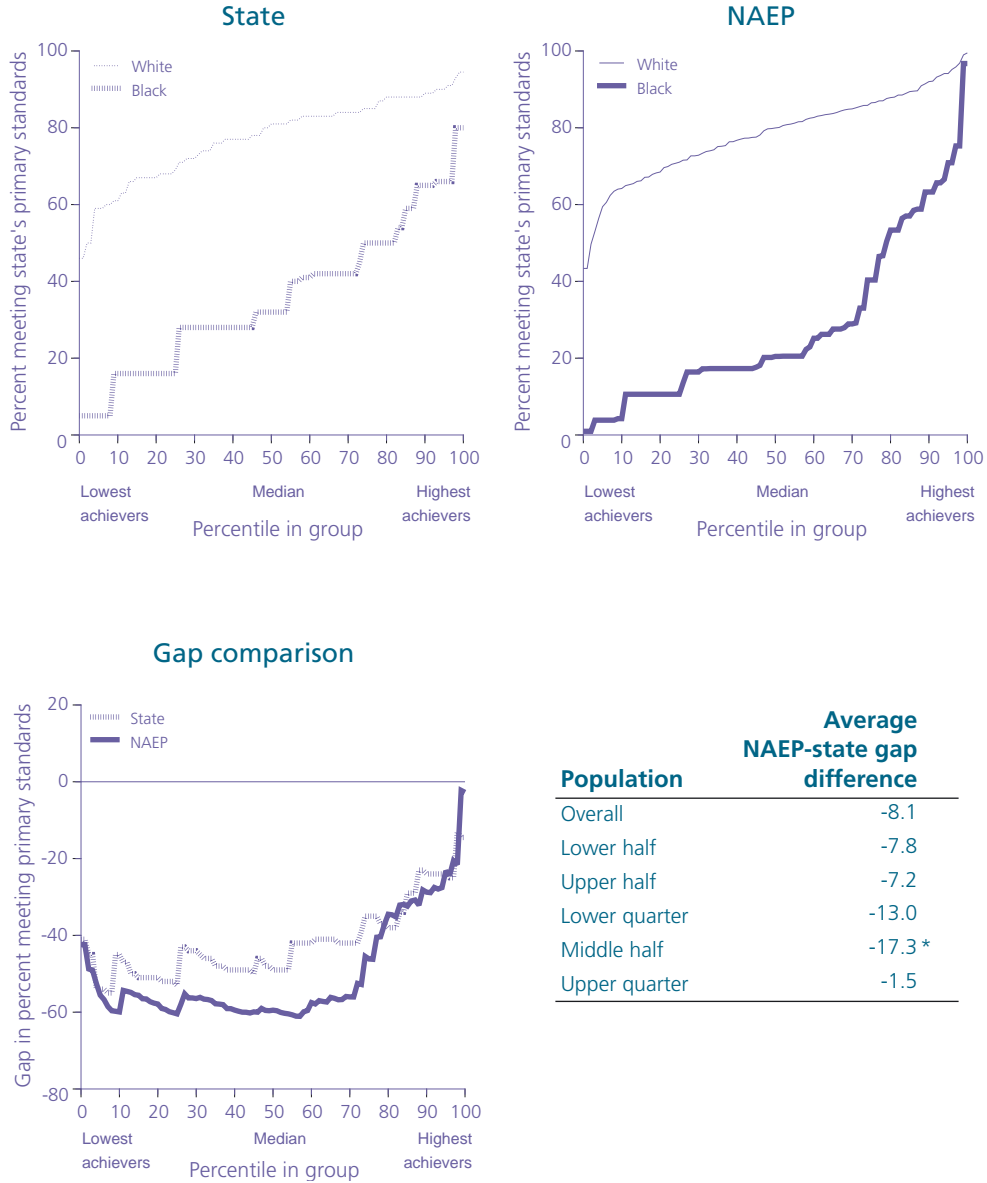 State
Percent meeting state's primary standards
100
80
60
40
20
0
White
Black
0 10 20 30 40 50 60 70 80 90 100
Lowest achievers
Median
Highest achievers
Percentile in group
NAEP
Percent meeting state's primary standards
100
80
60
40
20
0
White
Black
0 10 20 30 40 50 60 70 80 90 100
Lowest achievers
Median
Highest achievers
Percentile in group
Gap comparison
Gap in percent meeting primary standards
20
0
-20
-40
-60
-80
State
NAEP
0 10 20 30 40 50 60 70 80 90 100
Lowest achievers
Median
Highest achievers
Percentile in group
Average
NAEP-state gap
Population difference
Overall -8.1
Lower half -7.8
Upper half -7.2
Lower quarter -13.0
Middle half -17.3 *
Upper quarter -1.5